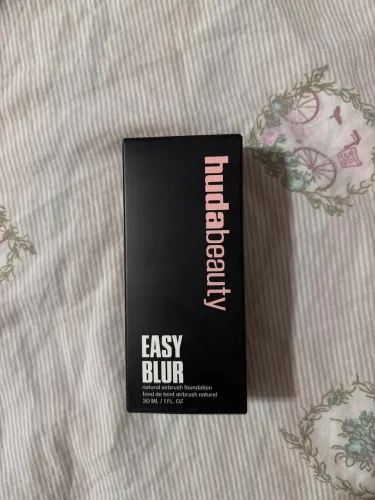 hudabeauty
EASY
BLUR
natural airbrush foundation
fond de teint airbrush naturel
30 ML / 1 FL. OZ